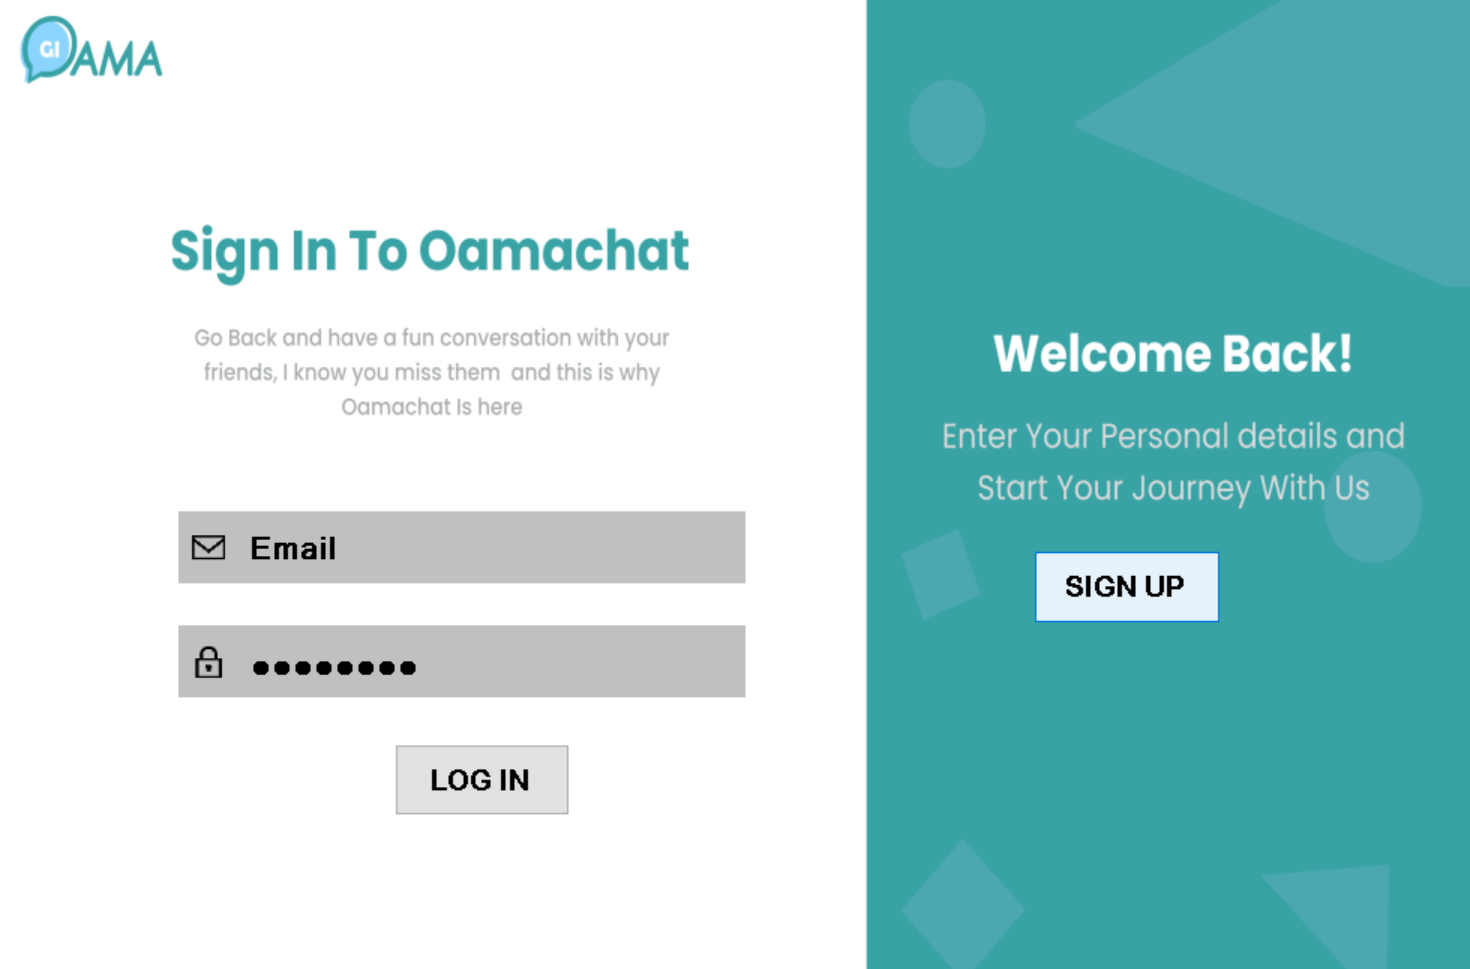 GI
OAMA
Sign In To Oamachat
Go Back and have a fun conversation with your
friends, I know you miss them  and this is why
Oamachat Is here
Email
●●●●●●●●
LOG IN
Welcome Back!
Enter Your Personal details and
Start Your Journey With Us
SIGN UP